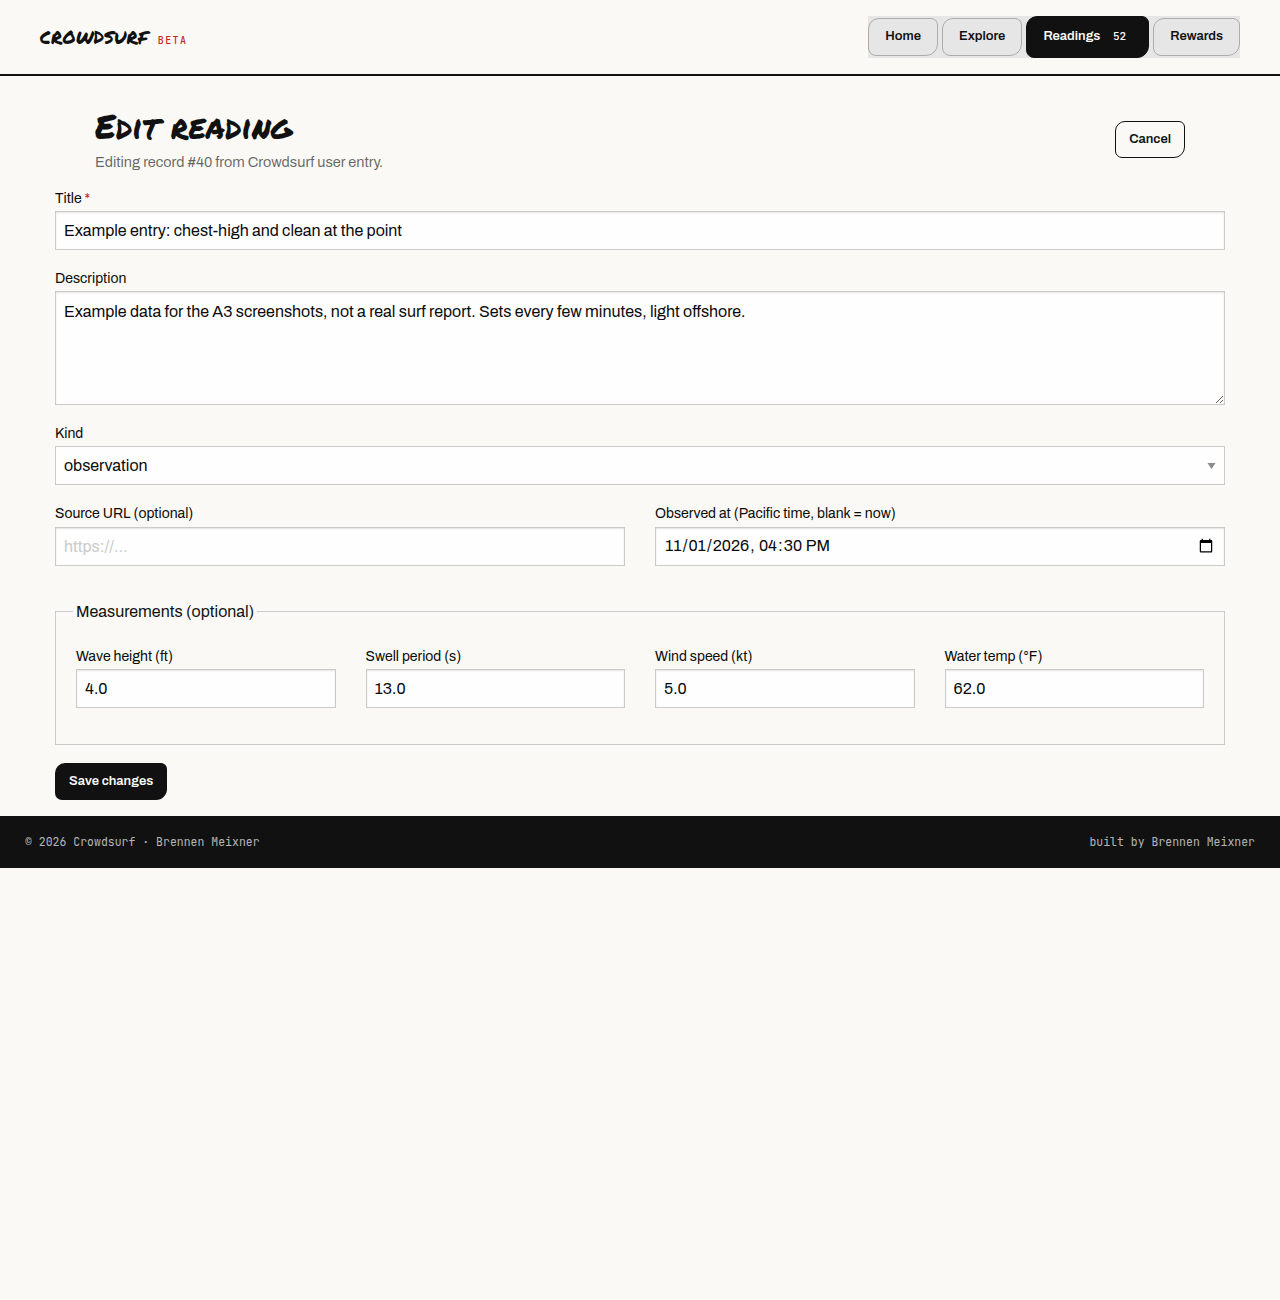 CROWDSURF BETA
Home Explore Readings 52 Rewards
Edit reading
Editing record #40 from Crowdsurf user entry.
Cancel
Title *
Example entry: chest-high and clean at the point
Description
Example data for the A3 screenshots, not a real surf report. Sets every few minutes, light offshore.
Kind
observation
Source URL (optional) Observed at (Pacific time, blank = now)
https://... 11/01/2026, 04:30 PM
Measurements (optional)
Wave height (ft) Swell period (s) Wind speed (kt) Water temp (°F)
4.0 13.0 5.0 62.0
Save changes
© 2026 Crowdsurf · Brennen Meixner built by Brennen Meixner